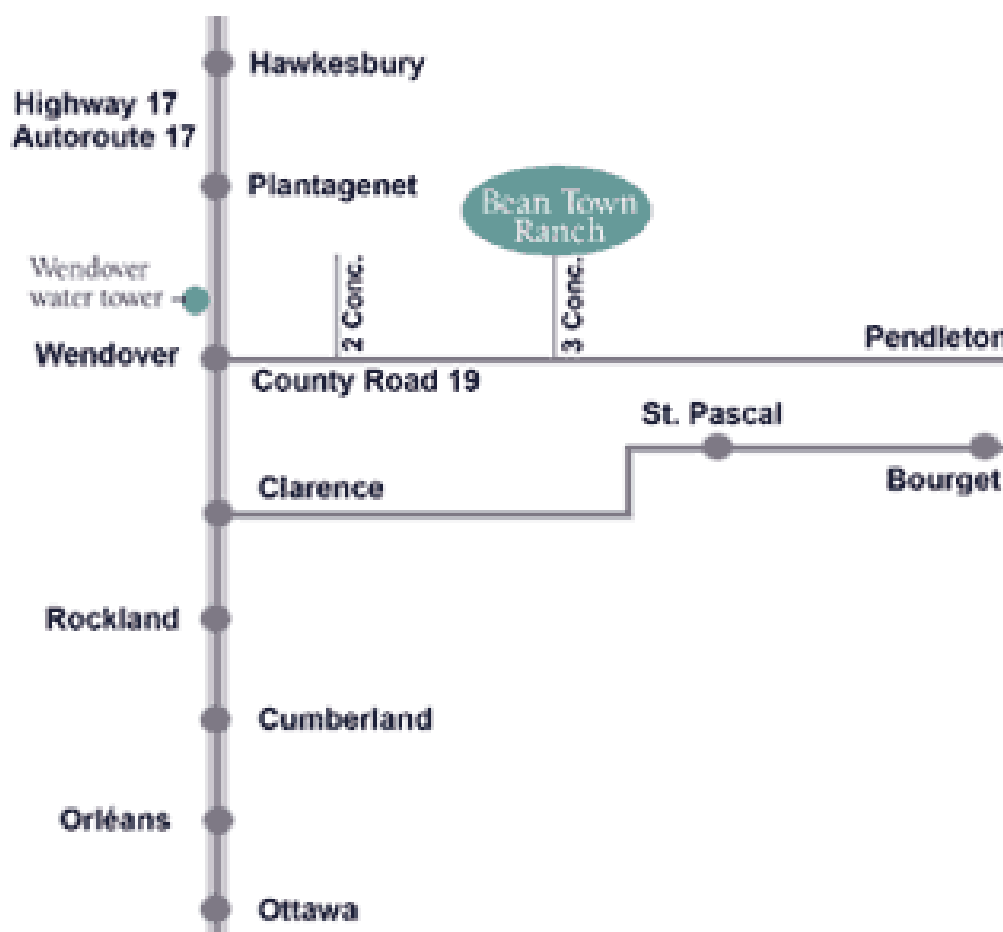 Hawkesbury
Highway 17
Autoroute 17
Plantagenet
Bean Town
Ranch
Wendover
water tower
2 Conc.
3 Conc.
Wendover
Pendleton
County Road 19
St. Pascal
Bourget
Clarence
Rockland
Cumberland
Orléans
Ottawa